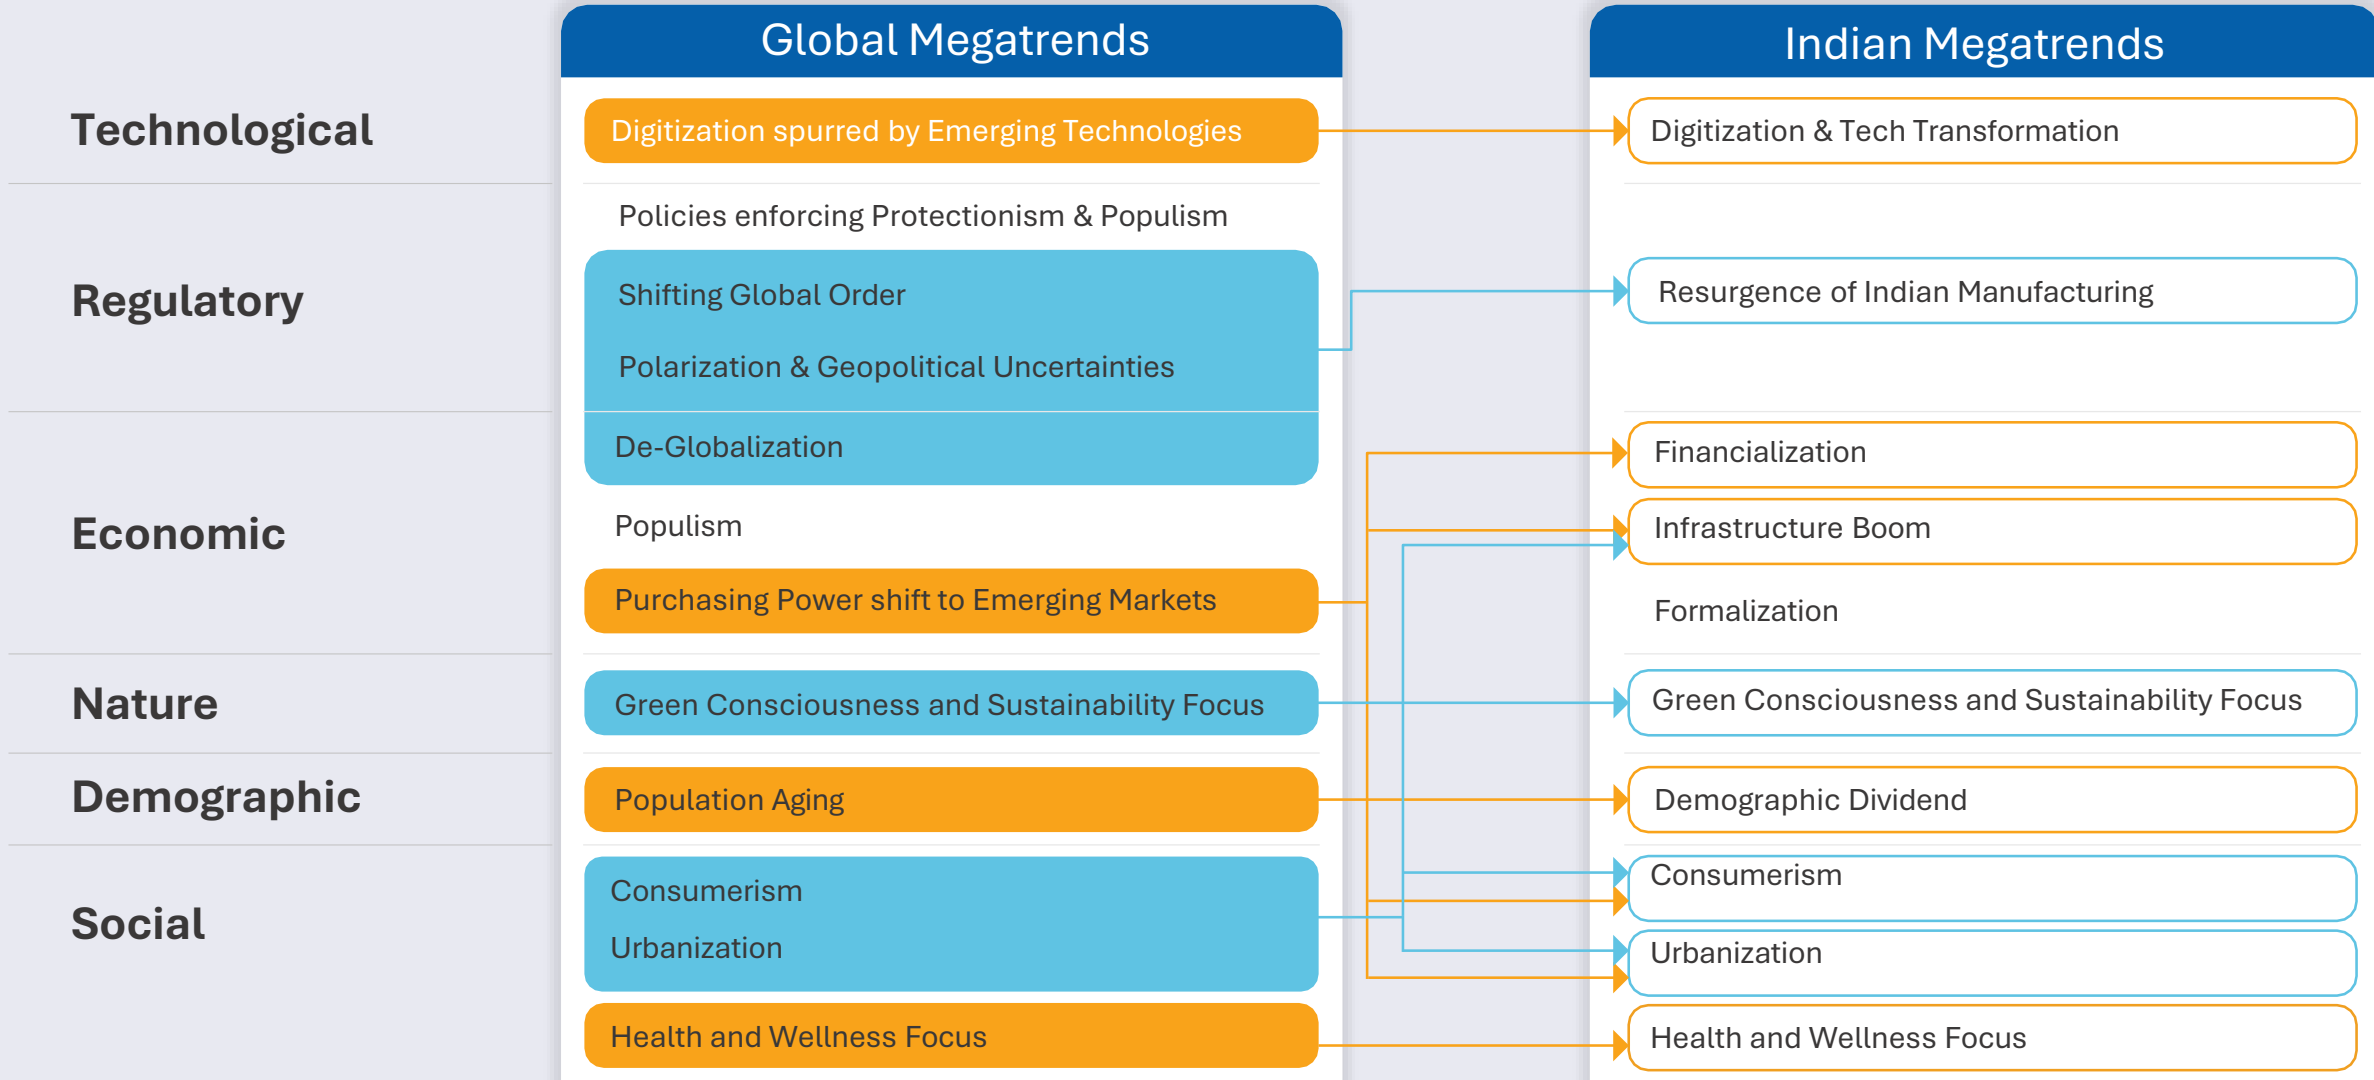 Global Megatrends
Indian Megatrends
Technological
Digitization spurred by Emerging Technologies
Digitization & Tech Transformation
Regulatory
Policies enforcing Protectionism & Populism
Shifting Global Order
Polarization & Geopolitical Uncertainties
Resurgence of Indian Manufacturing
Economic
De-Globalization
Populism
Purchasing Power shift to Emerging Markets
Financialization
Infrastructure Boom
Formalization
Nature
Green Consciousness and Sustainability Focus
Green Consciousness and Sustainability Focus
Demographic
Population Aging
Demographic Dividend
Social
Consumerism
Urbanization
Health and Wellness Focus
Consumerism
Urbanization
Health and Wellness Focus